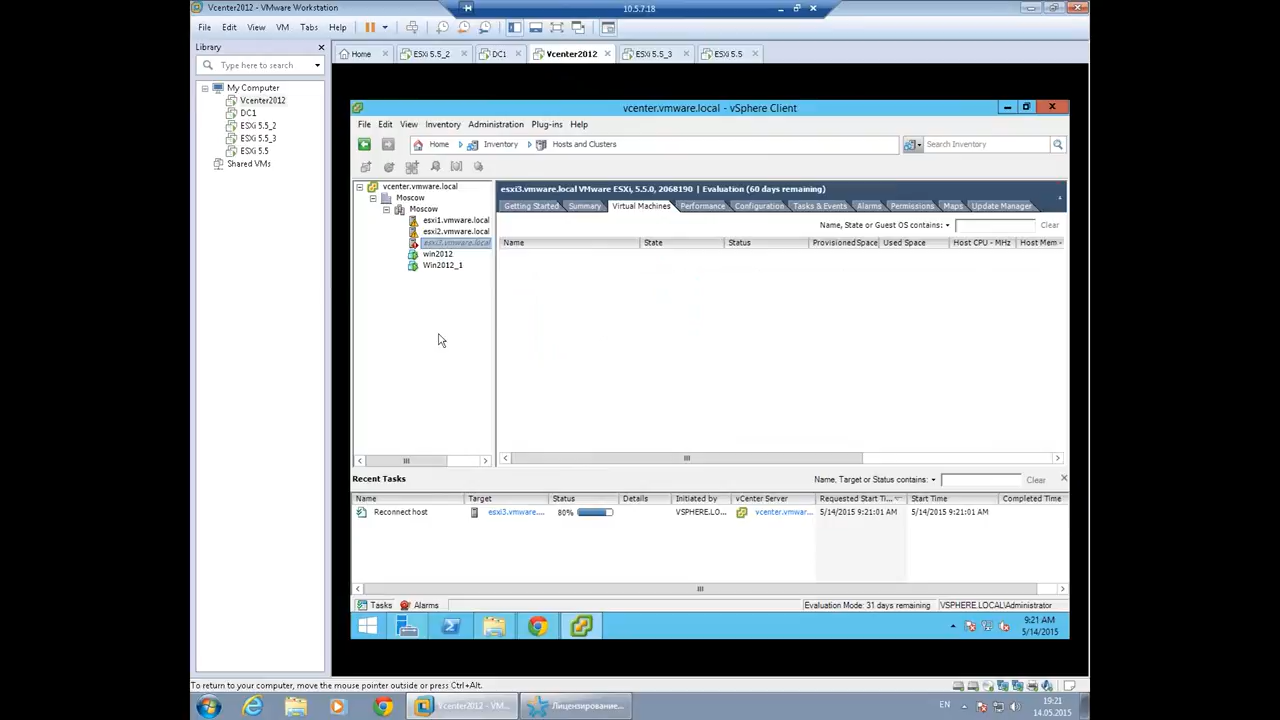 Vcenter2012 - VMware Workstation
10.5.7.18
File Edit View VM Tabs Help
Library
Type here to search
My Computer
Vcenter2012
DC1
ESXi 5.5_2
ESXi 5.5_3
ESXi 5.5
Shared VMs
Home ESXi 5.5_2 DC1 Vcenter2012 ESXi 5.5_3 ESXi 5.5
vcenter.vmware.local - vSphere Client
File Edit View Inventory Administration Plug-ins Help
Home Inventory Hosts and Clusters
Search Inventory
vcenter.vmware.local
Moscow
Moscow
esxi1.vmware.local
esxi2.vmware.local
esxi3.vmware.local
win2012
Win2012_1
esxi3.vmware.local VMware ESXi, 5.5.0, 2068190 | Evaluation (60 days remaining)
Getting Started Summary Virtual Machines Performance Configuration Tasks & Events Alarms Permissions Maps Update Manager
Name, State or Guest OS contains: Clear
Name State Status Provisioned Space Used Space Host CPU - MHz Host Mem -
Recent Tasks
Name, Target or Status contains: Clear
Name Target Status Details Initiated by vCenter Server Requested Start Ti... Start Time Completed Time
Reconnect host esxi3.vmware.... 80% VSPHERE.LO... vcenter.vmwar... 5/14/2015 9:21:01 AM 5/14/2015 9:21:01 AM
Tasks Alarms
Evaluation Mode: 31 days remaining VSPHERE.LOCAL\Administrator
9:21 AM
5/14/2015
To return to your computer, move the mouse pointer outside or press Ctrl+Alt.
Vcenter2012 - VM...
Лицензирование...
EN
19:21
14.05.2015